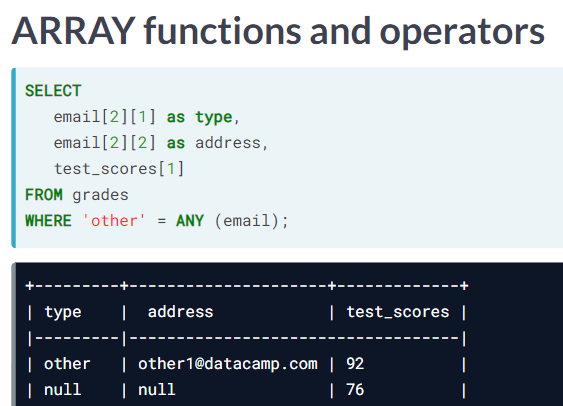 ARRAY functions and operators
SELECT
   email[2][1] as type,
   email[2][2] as address,
   test_scores[1]
FROM grades
WHERE 'other' = ANY (email);
+---------+--------------------+-------------+
| type    |  address           | test_scores |
|---------|----------------------------------|
| other   | other1@datacamp.com | 92          |
| null    | null                | 76          |